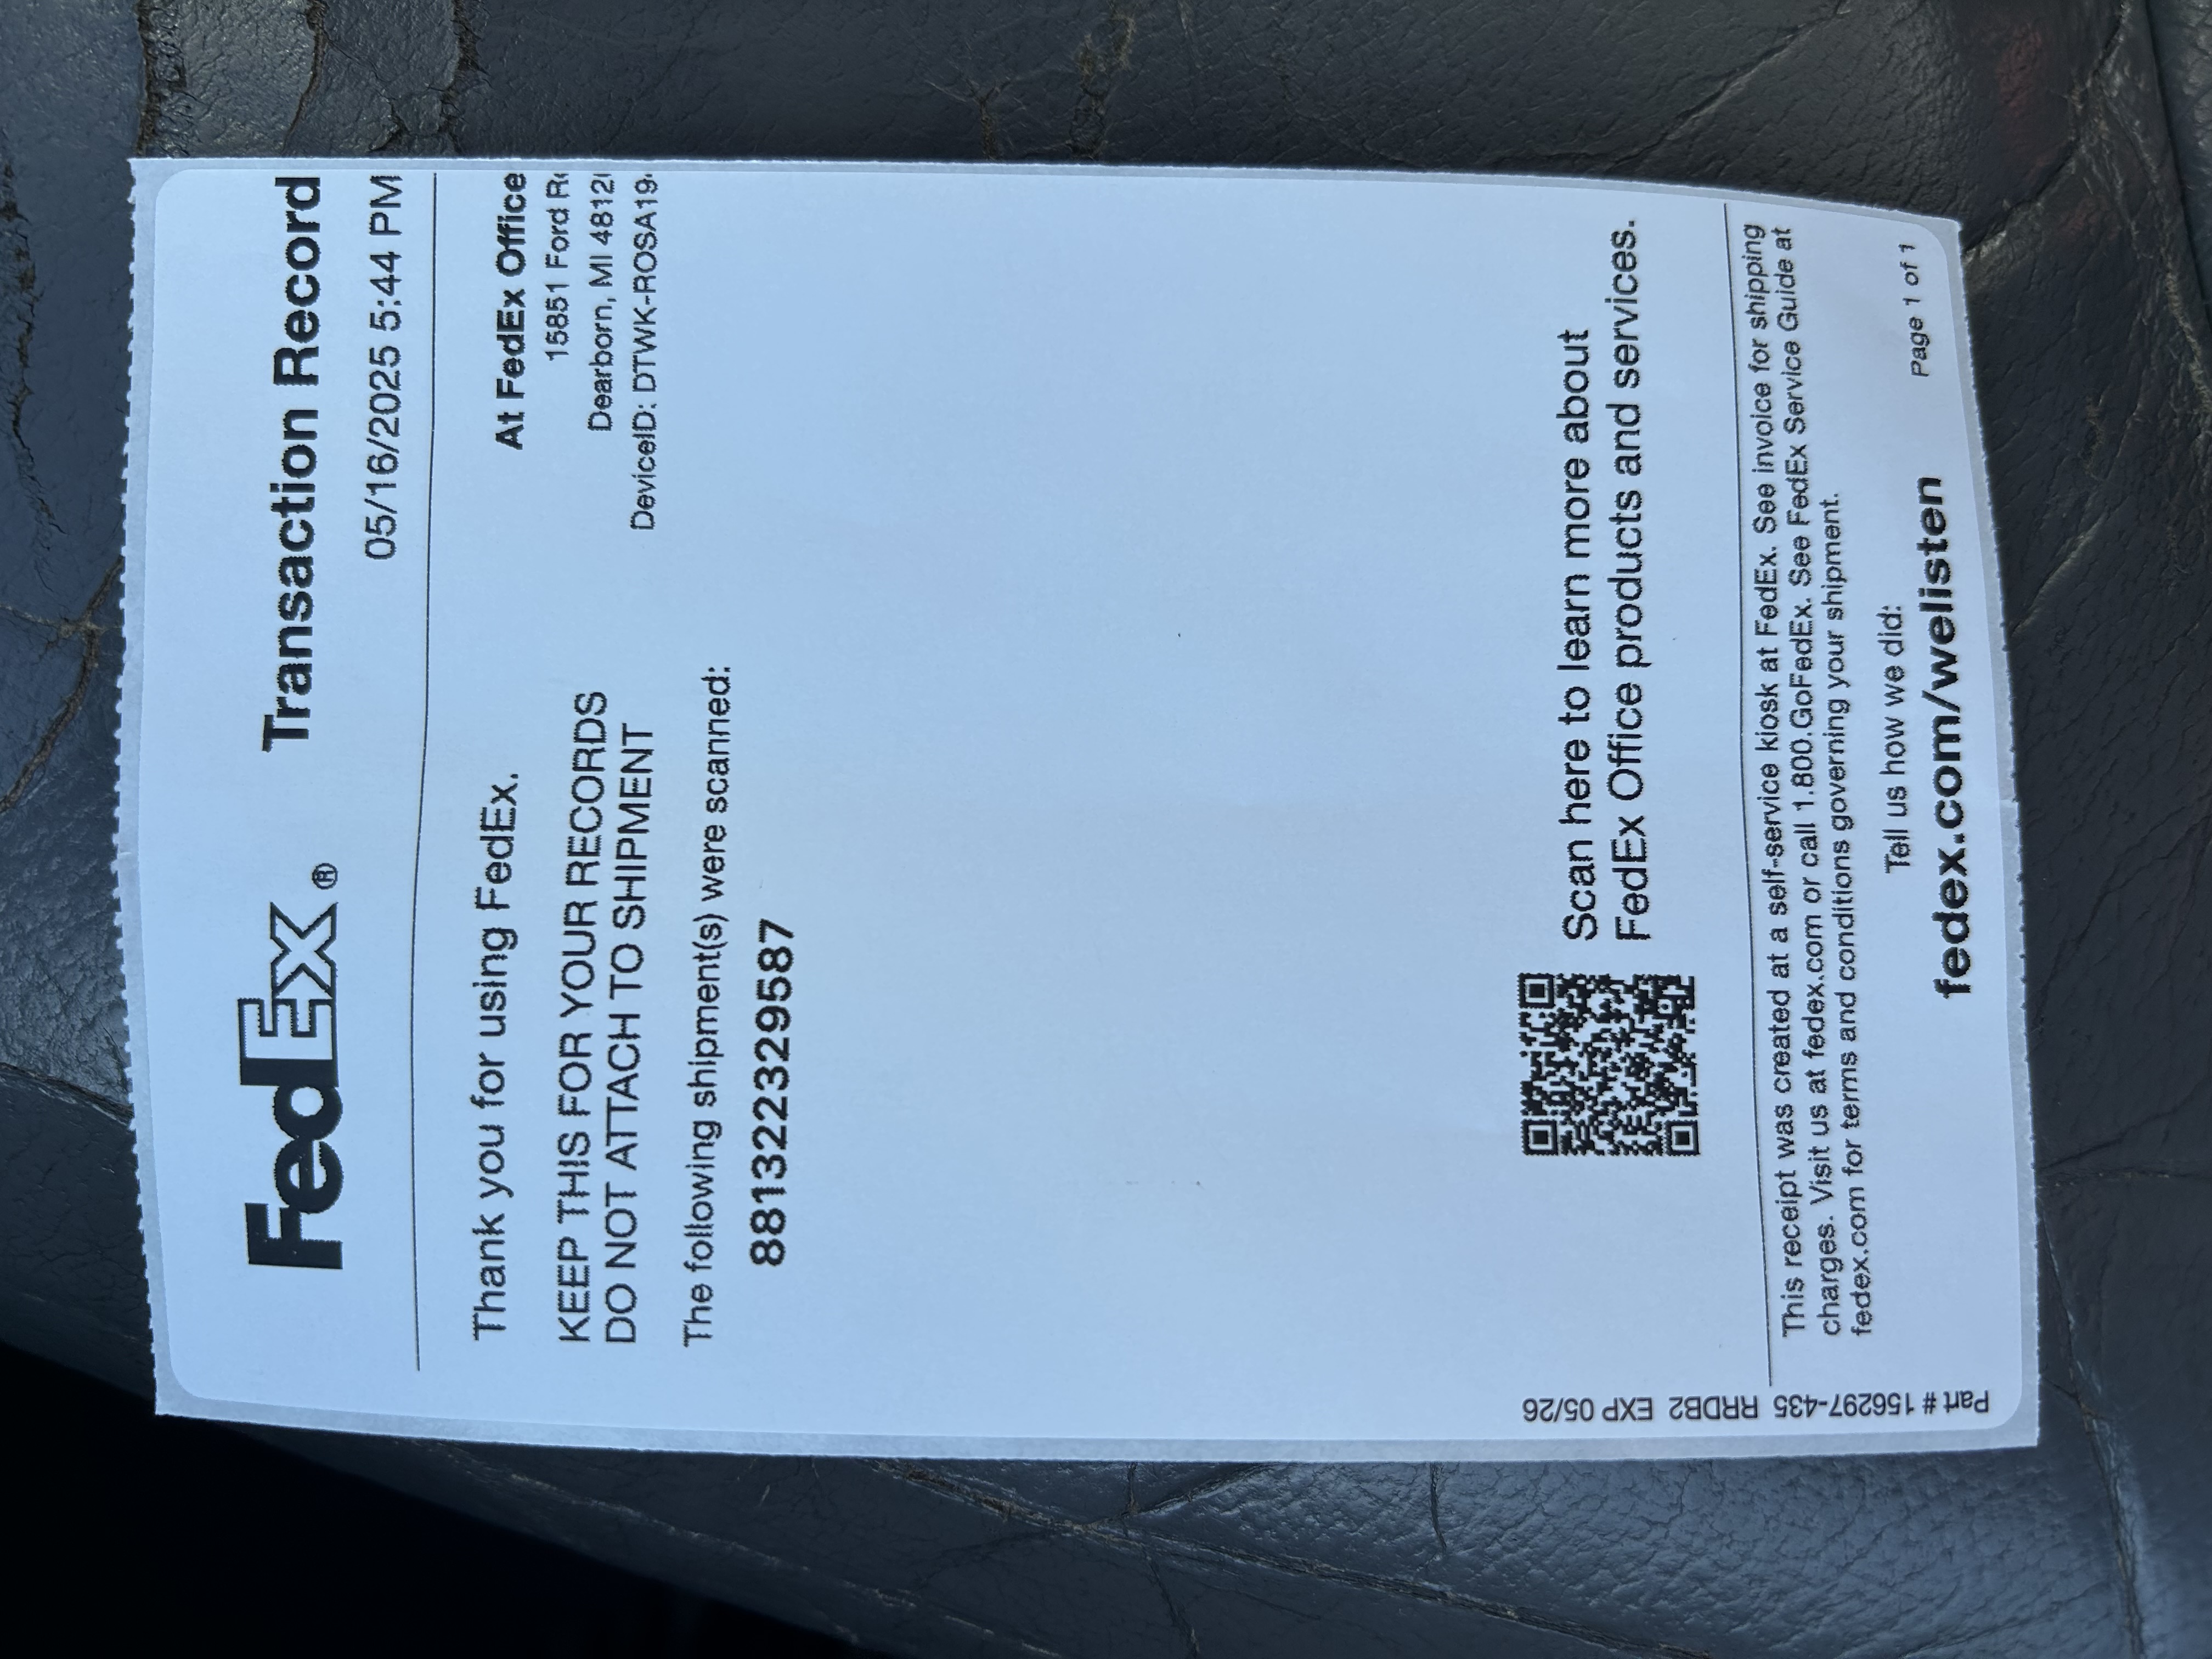 FedEx® Transaction Record
05/16/2025 5:44 PM
Thank you for using FedEx.
At FedEx Office
15851 Ford
Dearborn, MI
DeviceID:
KEEP THIS FOR YOUR RECORDS
DO NOT ATTACH TO SHIPMENT
The following shipment(s) were scanned:
881322329587
Scan here to learn more about
FedEx Office products and services.
This receipt was created at a self-service kiosk at FedEx. See invoice for shipping
charges. Visit us at fedex.com or call 1.800.GoFedEx. See FedEx Service Guide at
fedex.com for terms and conditions governing your shipment.
Tell us how we did:
fedex.com/welisten
Page 1 of 1
Part # 156297-435 RRDB2 EXP 05/26